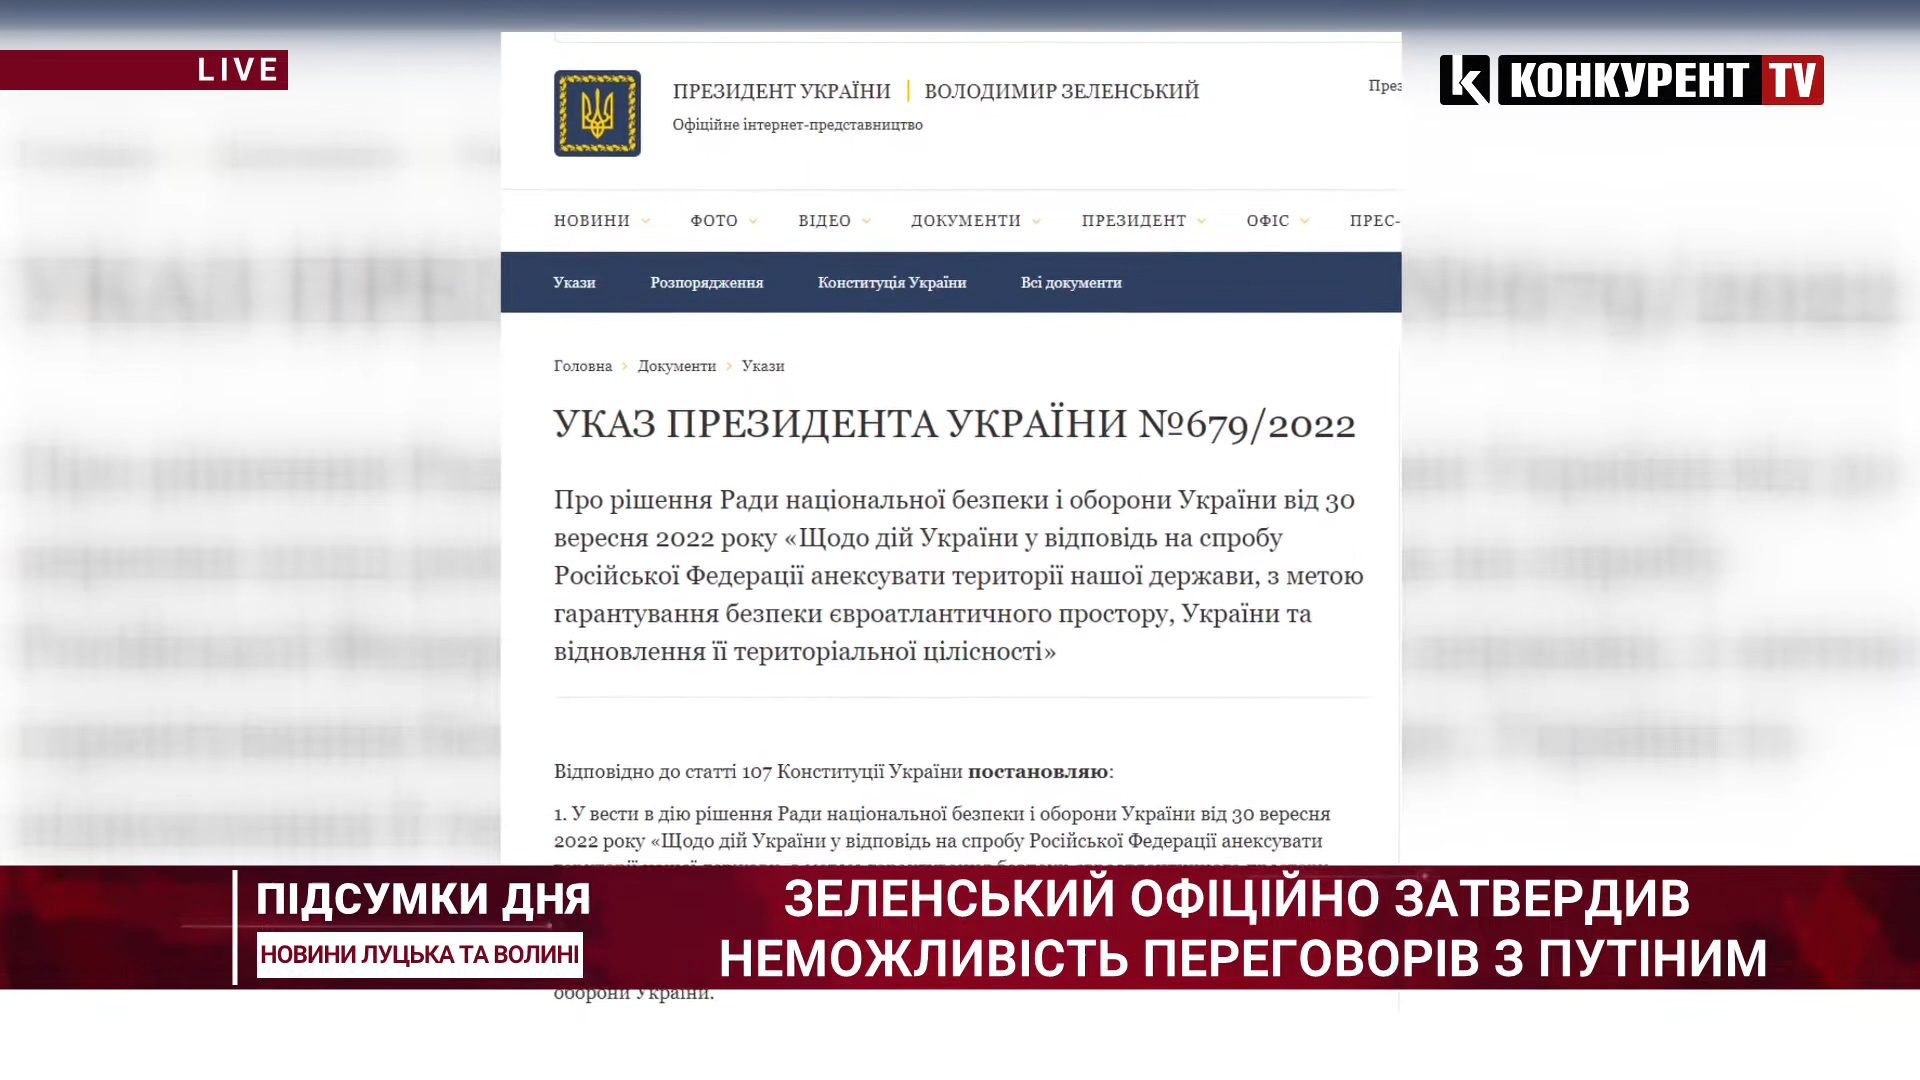 LIVE
K КОНКУРЕНТ TV
ПРЕЗИДЕНТ УКРАЇНИ | ВОЛОДИМИР ЗЕЛЕНСЬКИЙ
През
Офіційне інтернет-представництво
НОВИНИ ФОТО ВІДЕО ДОКУМЕНТИ ПРЕЗИДЕНТ ОФІС ПРЕС-
Укази Розпорядження Конституція України Всі документи
Головна > Документи > Укази
УКАЗ ПРЕЗИДЕНТА УКРАЇНИ №679/2022
Про рішення Ради національної безпеки і оборони України від 30
вересня 2022 року «Щодо дій України у відповідь на спробу
Російської Федерації анексувати території нашої держави, з метою
гарантування безпеки євроатлантичного простору, України та
відновлення її територіальної цілісності»
Відповідно до статті 107 Конституції України постановляю:
1. У вести в дію рішення Ради національної безпеки і оборони України від 30 вересня
2022 року «Щодо дій України у відповідь на спробу Російської Федерації анексувати
ПІДСУМКИ ДНЯ
НОВИНИ ЛУЦЬКА ТА ВОЛИНІ
ЗЕЛЕНСЬКИЙ ОФІЦІЙНО ЗАТВЕРДИВ
НЕМОЖЛИВІСТЬ ПЕРЕГОВОРІВ З ПУТІНИМ
оборони України.